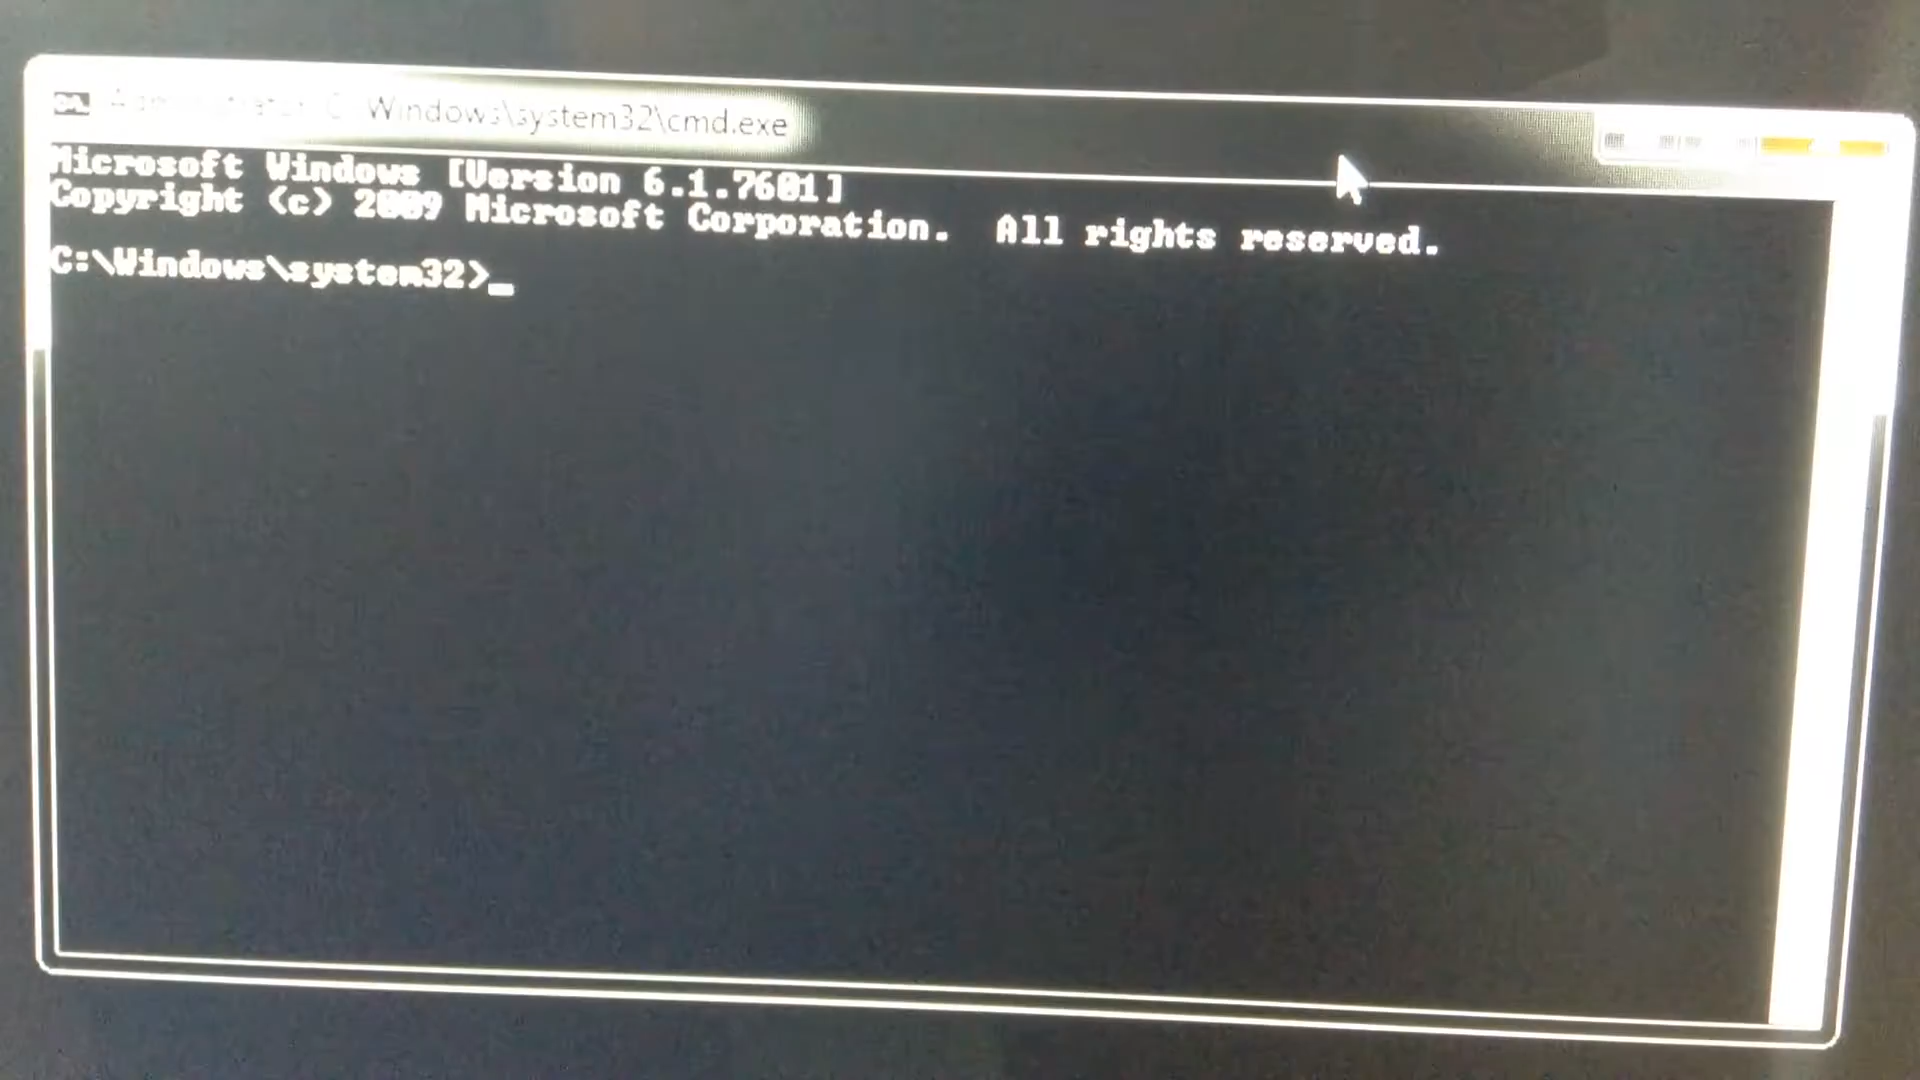 Windows\system32\cmd.exe
Microsoft Windows [Version 6.1.7601]
Copyright (c) 2009 Microsoft Corporation.  All rights reserved.
C:\Windows\system32>_